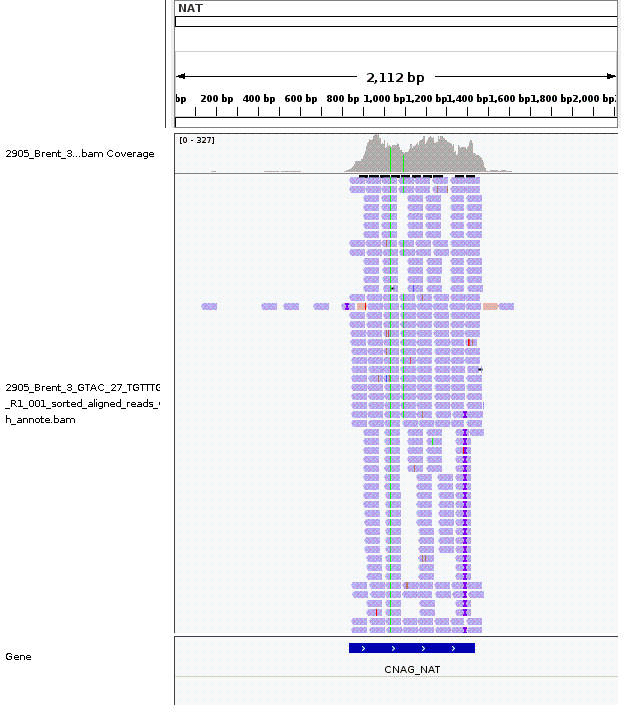 NAT
2,112 bp
bp 200 bp 400 bp 600 bp 800 bp 1,000 bp 1,200 bp 1,400 bp 1,600 bp 1,800 bp 2,000 bp
[0 - 327]
2905_Brent_3...bam Coverage
2905_Brent_3_GTAC_27_TGTTTG
_R1_001_sorted_aligned_reads_
h_annote.bam
Gene
CNAG_NAT